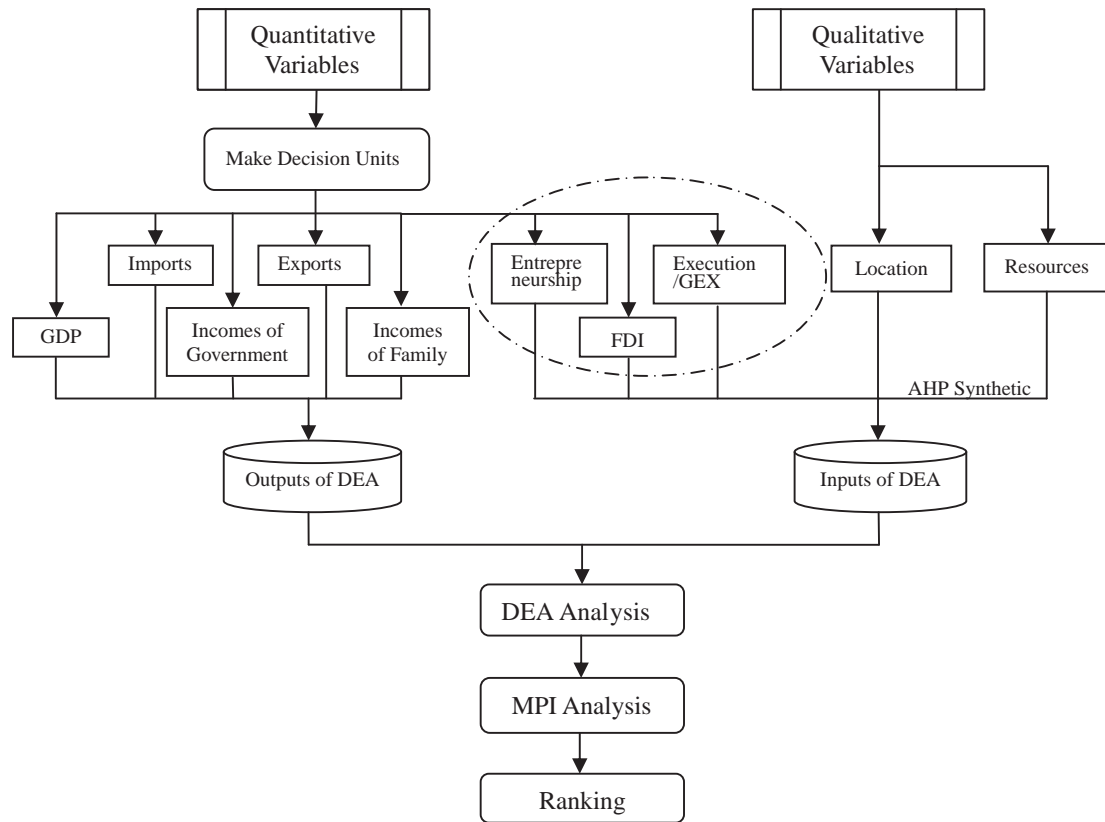 Quantitative
Variables
Qualitative
Variables
Make Decision Units
Imports
Exports
Entrepre
neurship
Execution
/GEX
Location
Resources
GDP
Incomes of
Government
Incomes
of Family
FDI
AHP Synthetic
Outputs of DEA
Inputs of DEA
DEA Analysis
MPI Analysis
Ranking